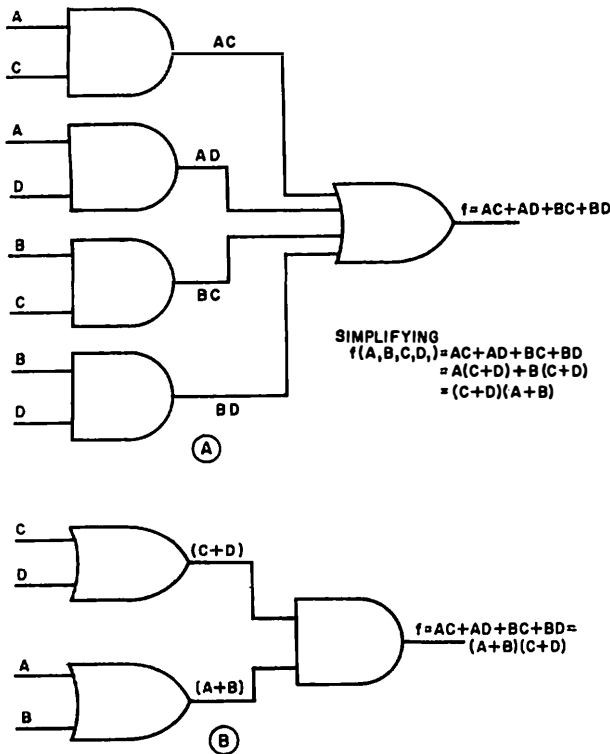 A
AC
C
A
AD
D
f=AC+AD+BC+BD
B
BC
C
SIMPLIFYING
f(A,B,C,D,)=AC+AD+BC+BD
=A(C+D)+B(C+D)
=(C+D)(A+B)
B
BD
D
A
C
(C+D)
D
f=AC+AD+BC+BD=
(A+B)(C+D)
A
(A+B)
B
B